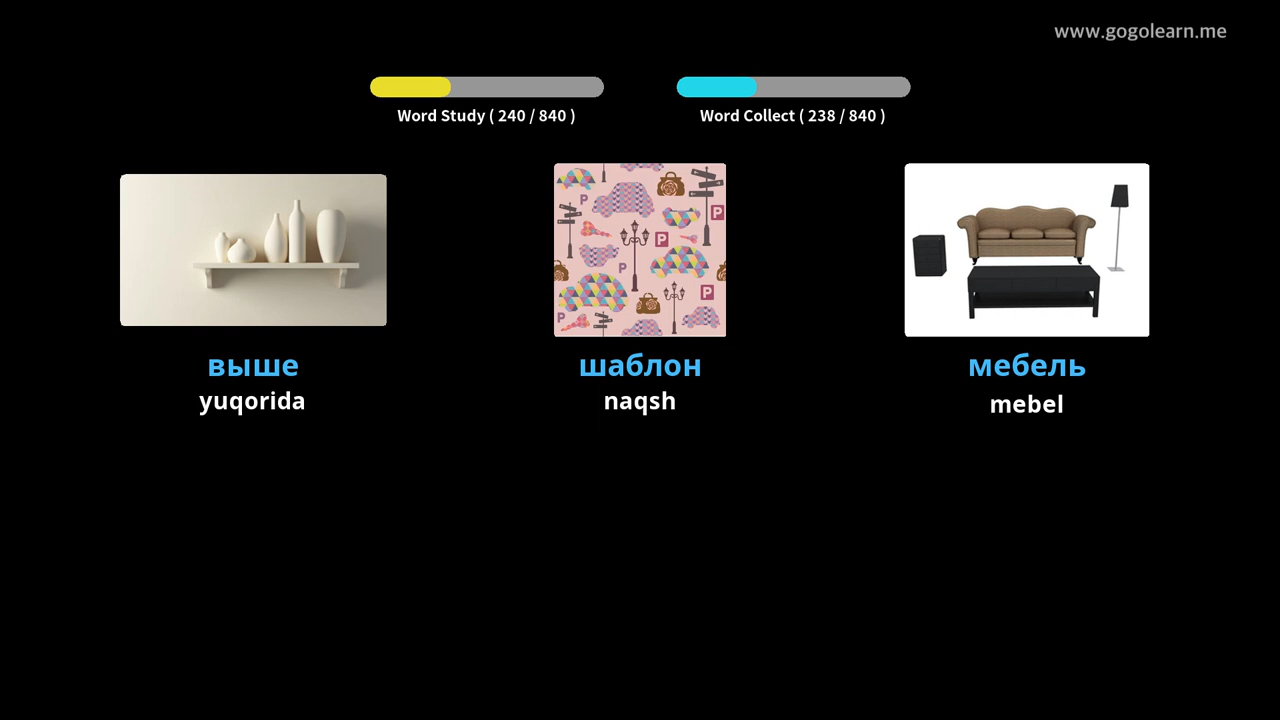 www.gogolearn.me
Word Study ( 240 / 840 )
Word Collect ( 238 / 840 )
P
P
P
P
P
P
выше
шаблон
мебель
yuqorida
naqsh
mebel